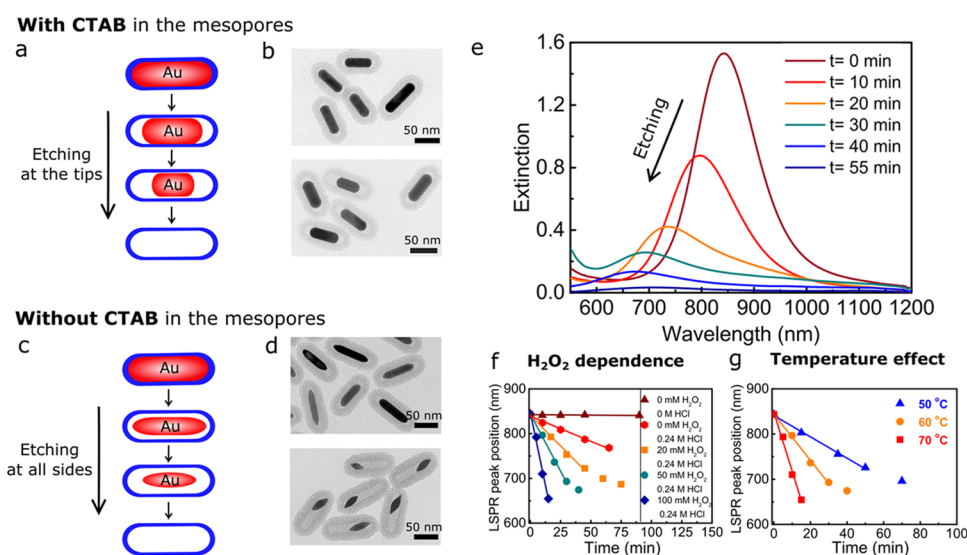 With CTAB in the mesopores
a
Au
Au
Au
Etching
at the tips
b
50 nm
50 nm
Without CTAB in the mesopores
c
Au
Au
Au
Etching
at all sides
d
50 nm
50 nm
e
1.6
1.2
0.8
0.4
0.0
Extinction
Etching
t= 0 min
t= 10 min
t= 20 min
t= 30 min
t= 40 min
t= 55 min
600 700 800 900 1000 1100 1200
Wavelength (nm)
f H₂O₂ dependence
900
800
700
600
LSPR peak position (nm)
0 mM H₂O₂
0 M HCl
0 mM H₂O₂
0.24 M HCl
20 mM H₂O₂
0.24 M HCl
50 mM H₂O₂
0.24 M HCl
100 mM H₂O₂
0.24 M HCl
0 25 50 75 100 125 150
Time (min)
g Temperature effect
900
800
700
600
LSPR peak position (nm)
50 °C
60 °C
70 °C
0 20 40 60 80 100
Time (min)